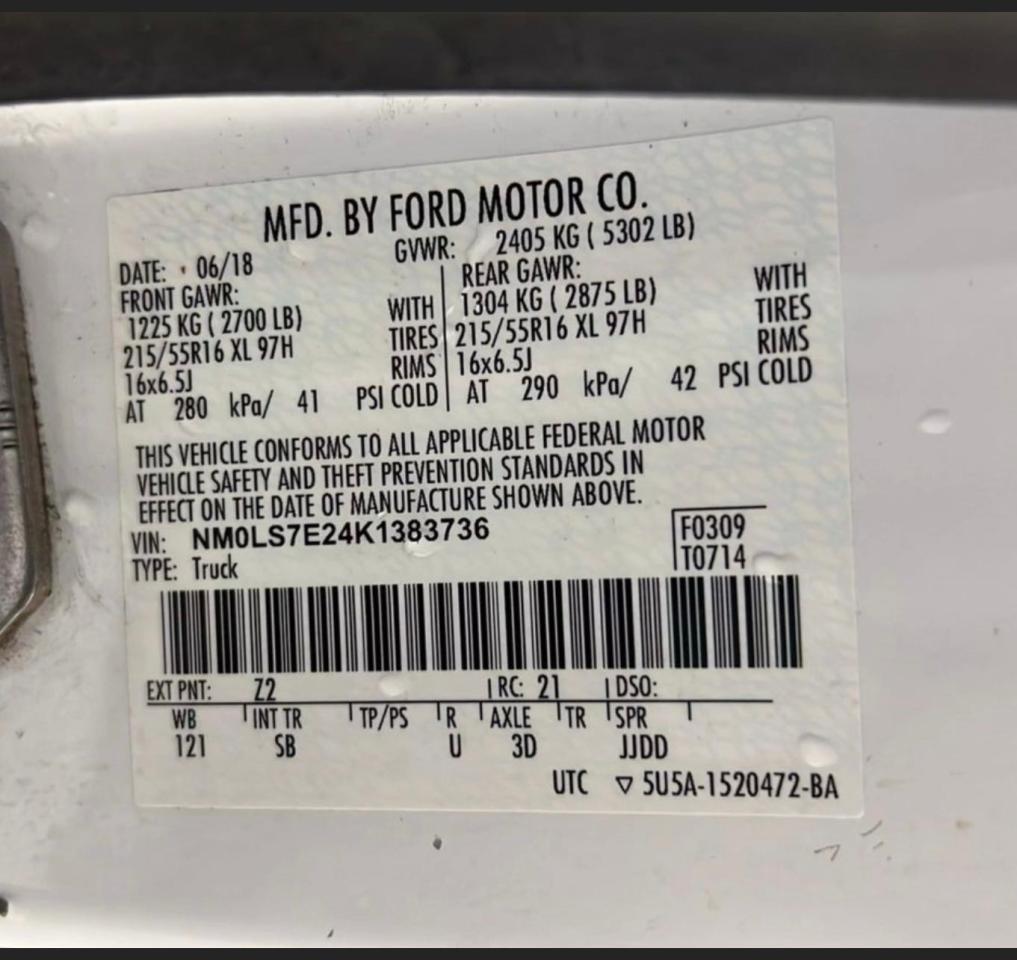 MFD. BY FORD MOTOR CO.
DATE: 06/18 GVWR: 2405 KG ( 5302 LB)
FRONT GAWR: REAR GAWR:
1225 KG ( 2700 LB) WITH 1304 KG ( 2875 LB) WITH
215/55R16 XL 97H TIRES 215/55R16 XL 97H TIRES
16x6.5J RIMS 16x6.5J RIMS
AT 280 kPa/ 41 PSI COLD AT 290 kPa/ 42 PSI COLD
THIS VEHICLE CONFORMS TO ALL APPLICABLE FEDERAL MOTOR
VEHICLE SAFETY AND THEFT PREVENTION STANDARDS IN
EFFECT ON THE DATE OF MANUFACTURE SHOWN ABOVE.
VIN: NM0LS7E24K1383736 F0309
TYPE: Truck T0714
EXT PNT: Z2 RC: 21 DSO:
WB INT TR TP/PS R AXLE TR SPR
121 SB U 3D JJDD
UTC ▽ 5U5A-1520472-BA